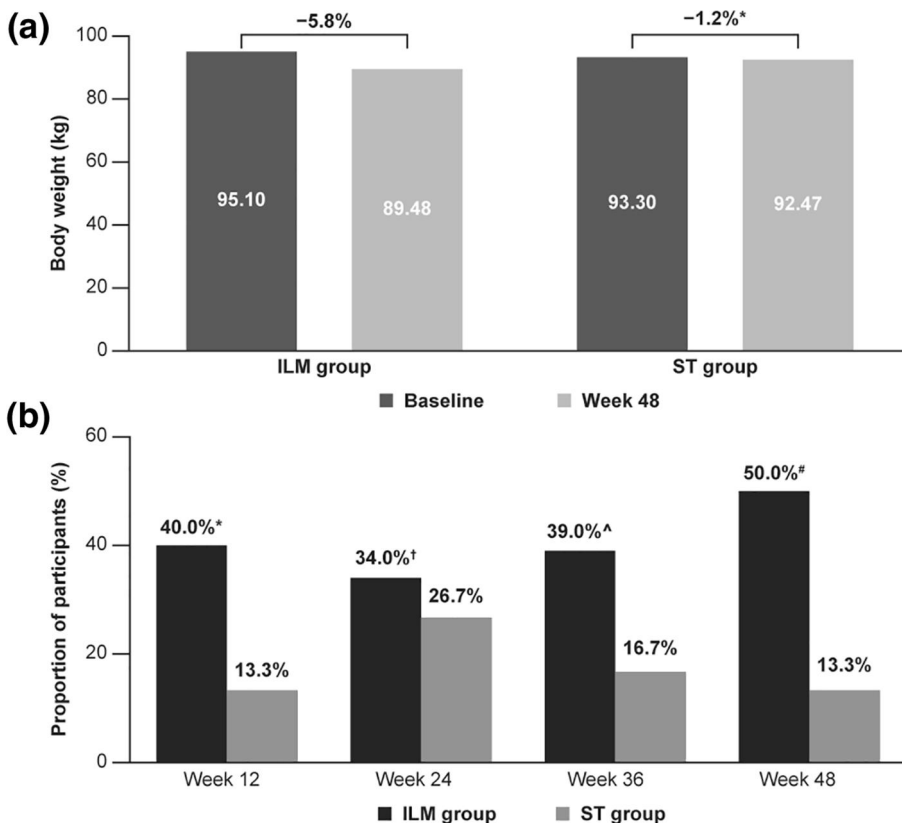 (a)
−5.8%
−1.2%*
Body weight (kg)
100
80
60
40
20
0
95.10
89.48
93.30
92.47
ILM group
ST group
Baseline
Week 48
(b)
Proportion of participants (%)
60
40
20
0
40.0%*
13.3%
34.0%†
26.7%
39.0%^
16.7%
50.0%#
13.3%
Week 12
Week 24
Week 36
Week 48
ILM group
ST group